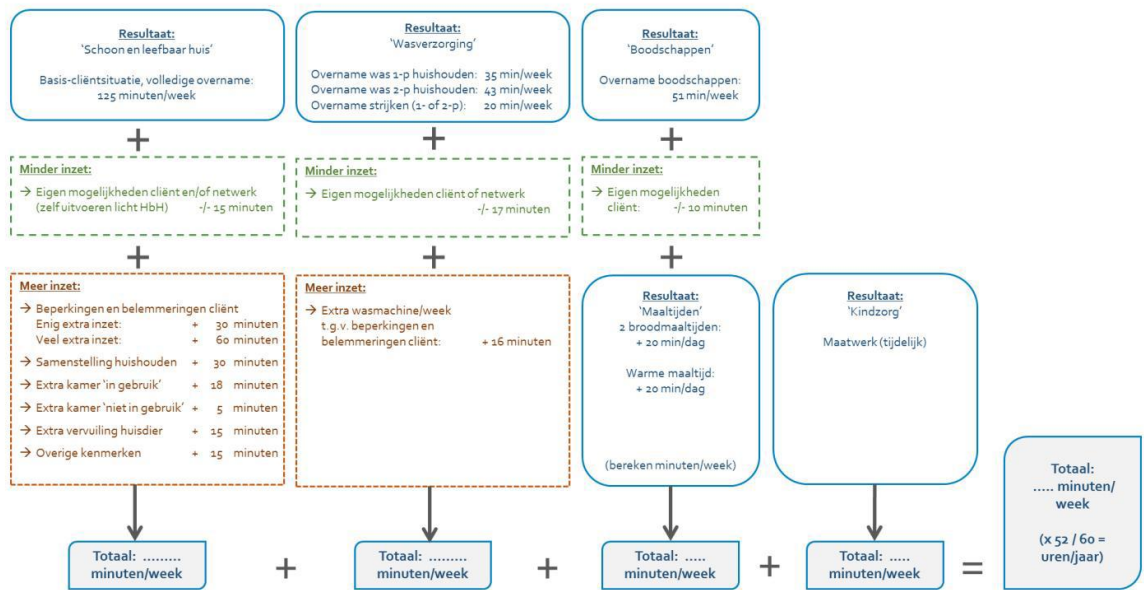 Resultaat:
'Schoon en leefbaar huis'
Basis-cliëntsituatie, volledige overname:
125 minuten/week
Resultaat:
'Wasverzorging'
Overname was 1-p huishouden: 35 min/week
Overname was 2-p huishouden: 43 min/week
Overname strijken (1- of 2-p): 20 min/week
Resultaat:
'Boodschappen'
Overname boodschappen:
51 min/week
+
+
+
Minder inzet:
→ Eigen mogelijkheden cliënt en/of netwerk
(zelf uitvoeren licht HbH) -/- 15 minuten
Minder inzet:
→ Eigen mogelijkheden cliënt of netwerk
-/- 17 minuten
Minder inzet:
→ Eigen mogelijkheden
cliënt: -/- 10 minuten
+
+
+
Meer inzet:
→ Beperkingen en belemmeringen cliënt
Enig extra inzet: + 30 minuten
Veel extra inzet: + 60 minuten
→ Samenstelling huishouden + 30 minuten
→ Extra kamer 'in gebruik' + 18 minuten
→ Extra kamer 'niet in gebruik' + 5 minuten
→ Extra vervuiling huisdier + 15 minuten
→ Overige kenmerken + 15 minuten
Meer inzet:
→ Extra wasmachine/week
t.g.v. beperkingen en
belemmeringen cliënt: + 16 minuten
Resultaat:
'Maaltijden'
2 broodmaaltijden:
+ 20 min/dag
Warme maaltijd:
+ 20 min/dag
(bereken minuten/week)
Resultaat:
'Kindzorg'
Maatwerk (tijdelijk)
Totaal: .........
minuten/week
+
Totaal: .........
minuten/week
+
Totaal: .....
minuten/week
+
Totaal: .....
minuten/week
=
Totaal:
..... minuten/
week
(x 52 / 60 =
uren/jaar)